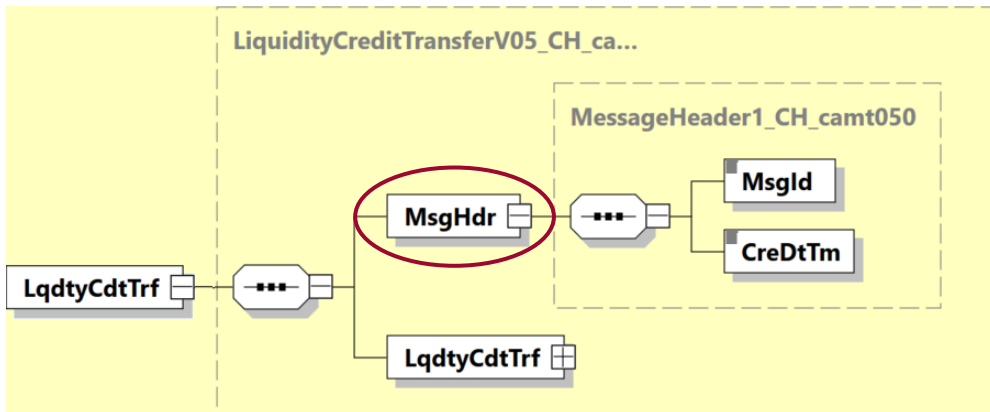 LiquidityCreditTransferV05_CH_ca...
MessageHeader1_CH_camt050
MsgId
MsgHdr
CreDtTm
LqdtyCdtTrf
LqdtyCdtTrf